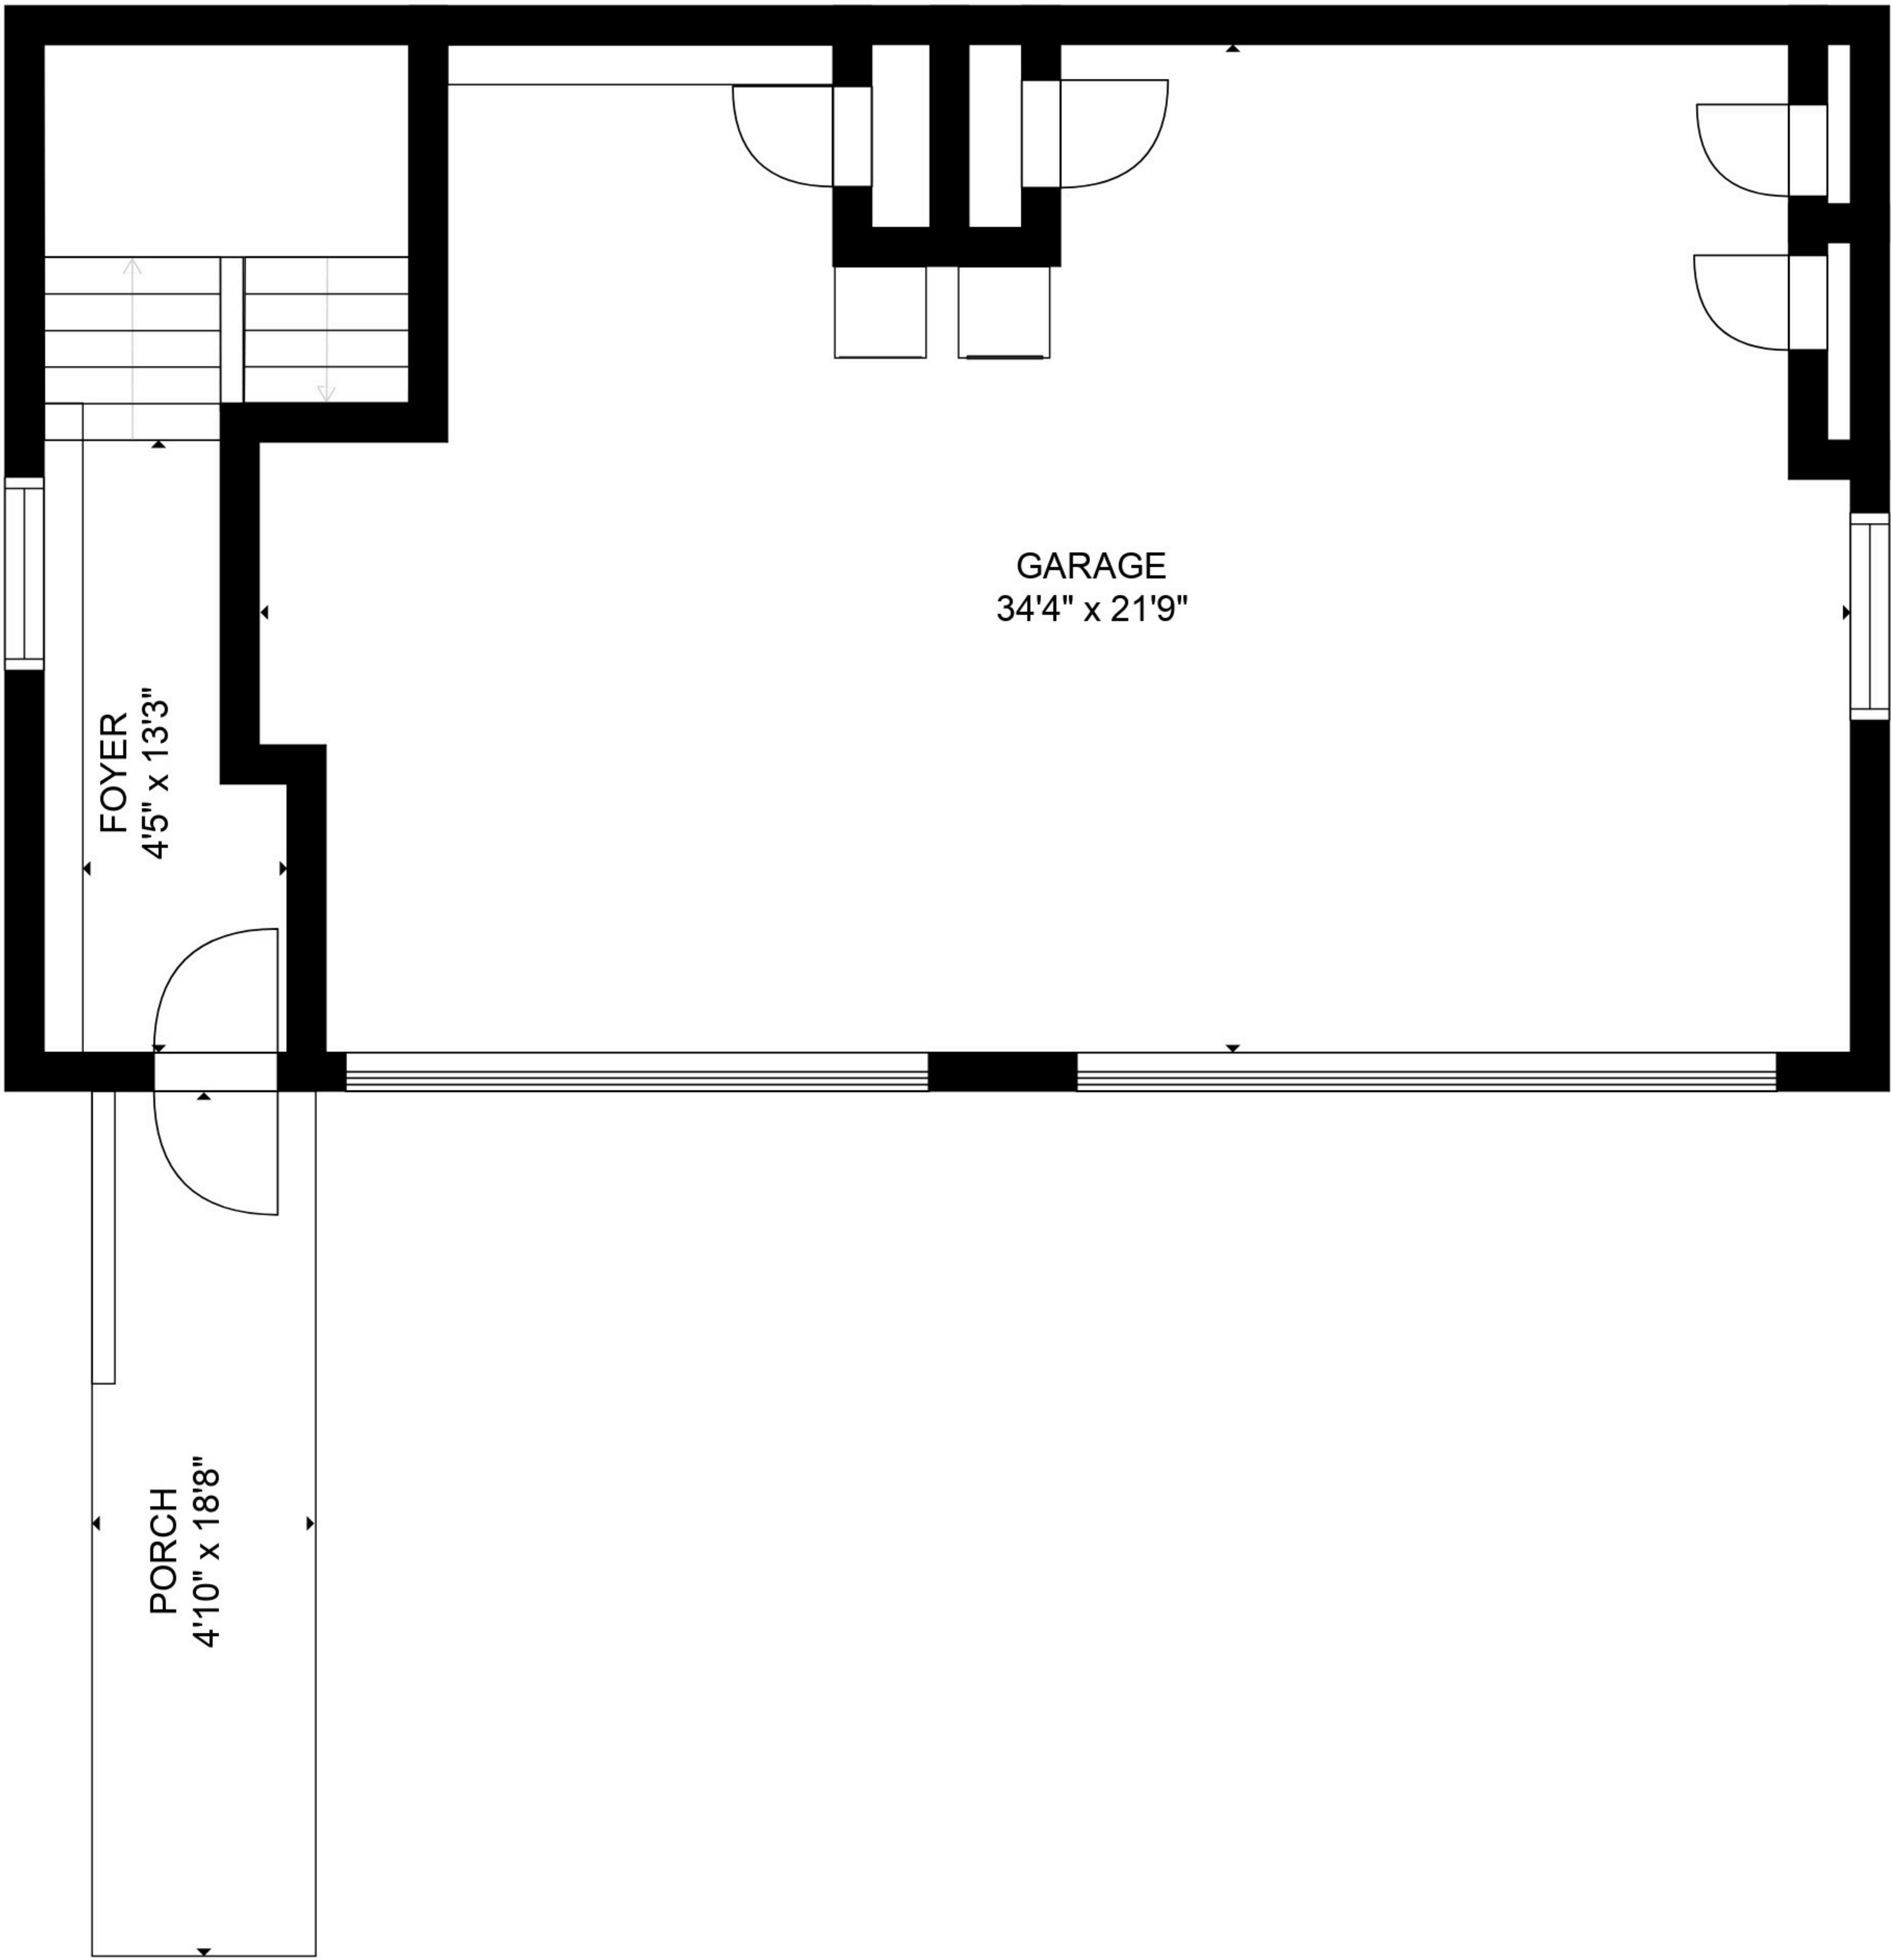 GARAGE
34'4" x 21'9"
FOYER
4'5" x 13'3"
PORCH
4'10" x 18'8"